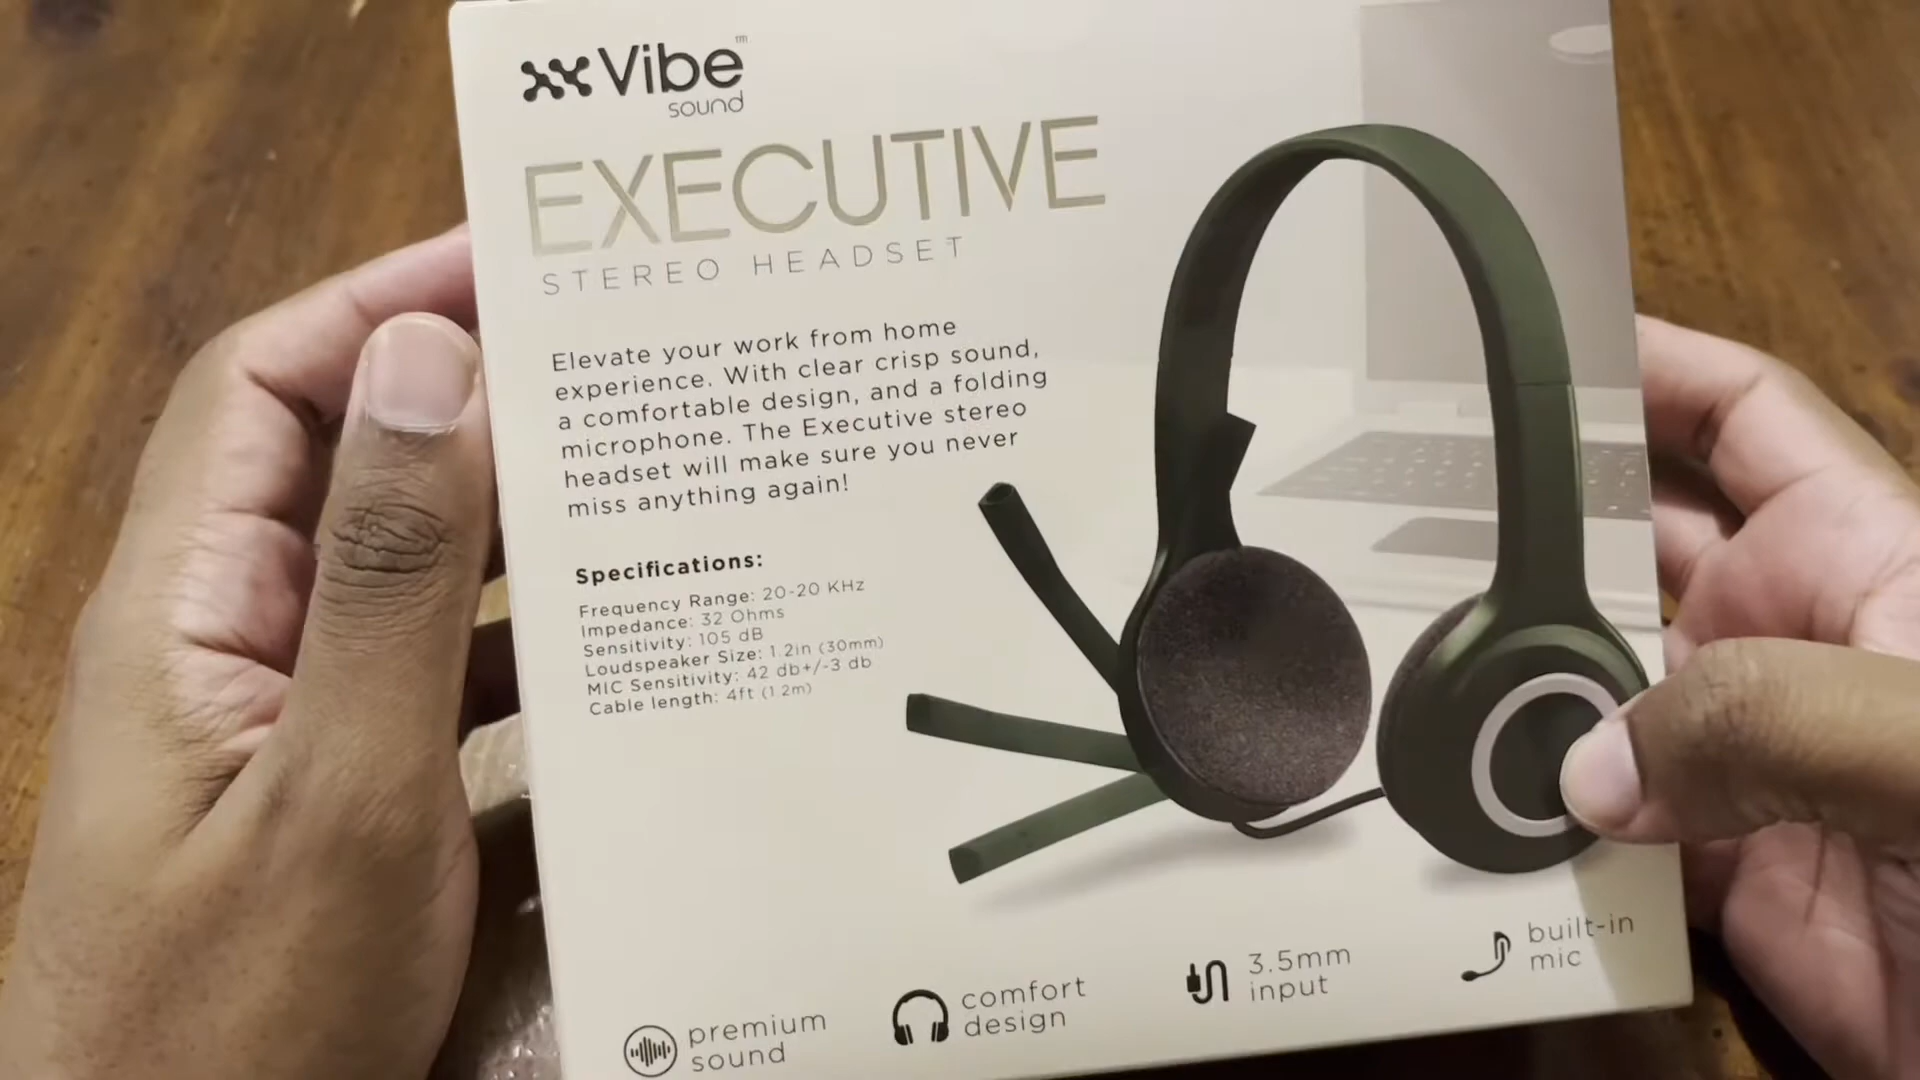 Vibe™
sound
EXECUTIVE
STEREO HEADSET
Elevate your work from home
experience. With clear crisp sound,
a comfortable design, and a folding
microphone. The Executive stereo
headset will make sure you never
miss anything again!
Specifications:
Frequency Range: 20-20 KHz
Impedance: 32 Ohms
Sensitivity: 105 dB
Loudspeaker Size: 1.2in (30mm)
MIC Sensitivity: 42 db+/-3 db
Cable length: 4ft (1.2m)
premium
sound
comfort
design
3.5mm
input
built-in
mic